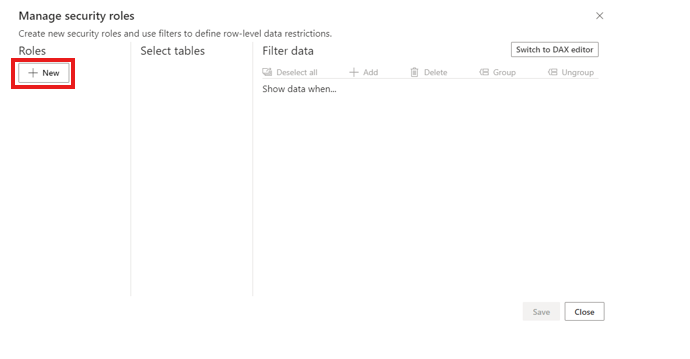 Manage security roles
Create new security roles and use filters to define row-level data restrictions.
Roles
Select tables
Filter data
Switch to DAX editor
New
Deselect all
Add
Delete
Group
Ungroup
Show data when...
Save
Close